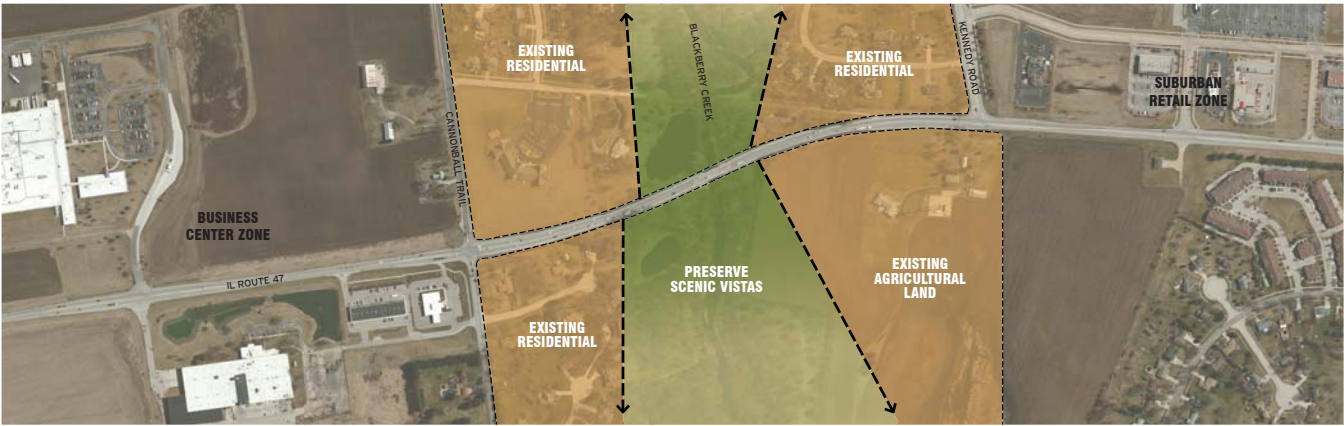 EXISTING
RESIDENTIAL
BLACKBERRY CREEK
EXISTING
RESIDENTIAL
KENNEDY ROAD
SUBURBAN
RETAIL ZONE
CANNONBALL TRAIL
BUSINESS
CENTER ZONE
IL ROUTE 47
PRESERVE
SCENIC VISTAS
EXISTING
AGRICULTURAL
LAND
EXISTING
RESIDENTIAL